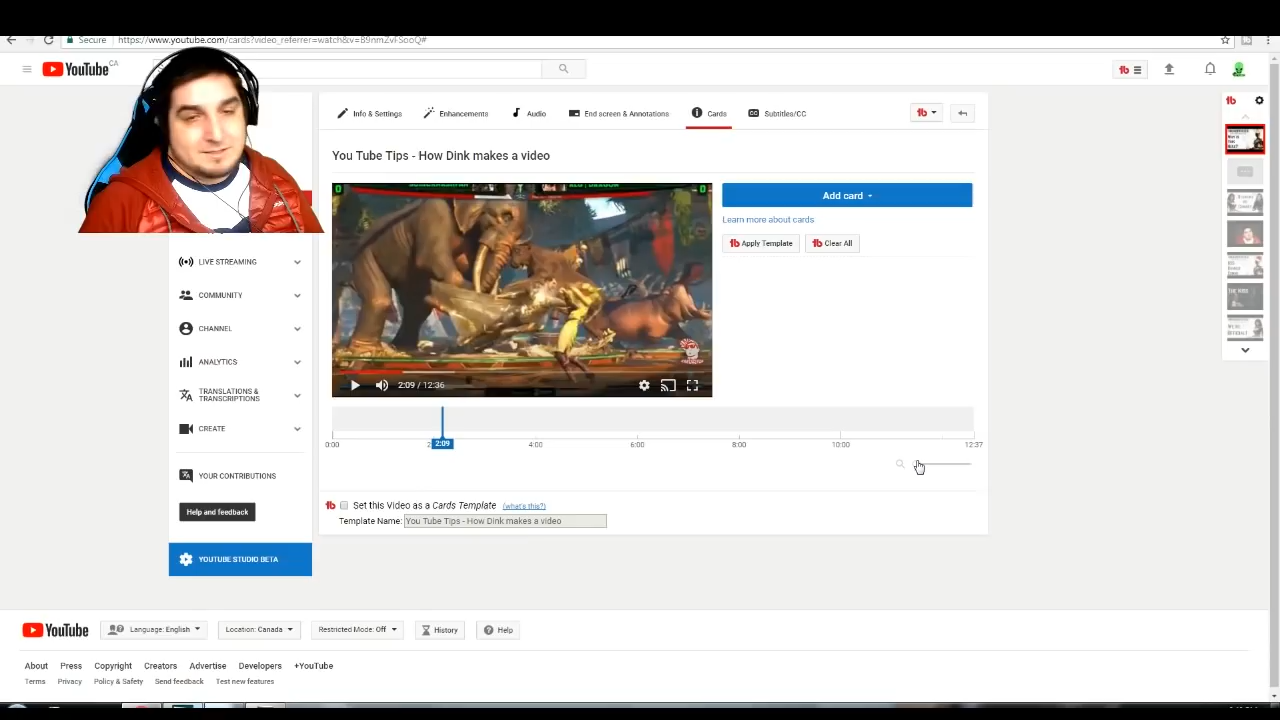 Secure
https://www.youtube.com/cards?video_referrer=watch&v=B9nmZvFSooQ#
YouTube CA
Info & Settings
Enhancements
Audio
End screen & Annotations
Cards
Subtitles/CC
You Tube Tips - How Dink makes a video
Add card
Learn more about cards
Apply Template
Clear All
2:09 / 12:36
0:00
2:09
4:00
6:00
8:00
10:00
12:37
LIVE STREAMING
COMMUNITY
CHANNEL
ANALYTICS
TRANSLATIONS &
TRANSCRIPTIONS
CREATE
YOUR CONTRIBUTIONS
Help and feedback
YOUTUBE STUDIO BETA
Set this Video as a Cards Template (what's this?)
Template Name: You Tube Tips - How Dink makes a video
YouTube
Language: English
Location: Canada
Restricted Mode: Off
History
Help
About Press Copyright Creators Advertise Developers +YouTube
Terms Privacy Policy & Safety Send feedback Test new features